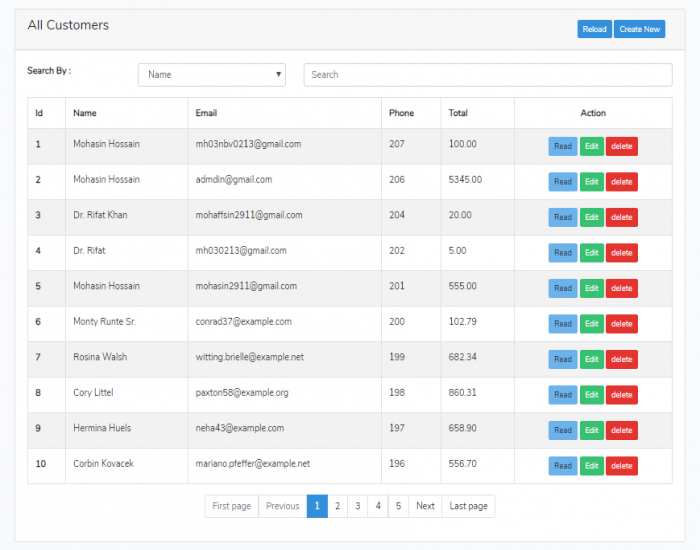 All Customers Reload Create New
Search By : Name Search
Id Name Email Phone Total Action
1 Mohasin Hossain mh03nbv0213@gmail.com 207 100.00 Read Edit delete
2 Mohasin Hossain admdin@gmail.com 206 5345.00 Read Edit delete
3 Dr. Rifat Khan mohaffsin2911@gmail.com 204 20.00 Read Edit delete
4 Dr. Rifat mh030213@gmail.com 202 5.00 Read Edit delete
5 Mohasin Hossain mohasin2911@gmail.com 201 555.00 Read Edit delete
6 Monty Runte Sr. conrad37@example.com 200 102.79 Read Edit delete
7 Rosina Walsh witting.brielle@example.net 199 682.34 Read Edit delete
8 Cory Littel paxton58@example.org 198 860.31 Read Edit delete
9 Hermina Huels neha43@example.com 197 658.90 Read Edit delete
10 Corbin Kovacek mariano.pfeffer@example.net 196 556.70 Read Edit delete
First page Previous 1 2 3 4 5 Next Last page